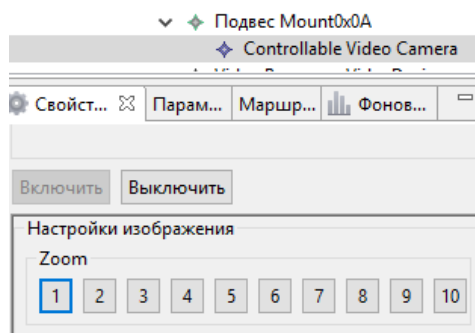 Подвес Mount0x0A
Controllable Video Camera
Свойст... Парам... Маршр... Фонов...
Включить Выключить
Настройки изображения
Zoom
1 2 3 4 5 6 7 8 9 10